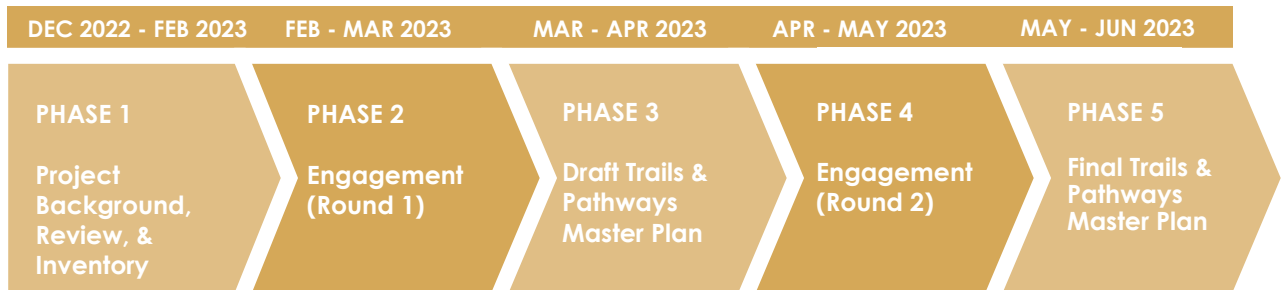 DEC 2022 - FEB 2023
FEB - MAR 2023
MAR - APR 2023
APR - MAY 2023
MAY - JUN 2023
PHASE 1
Project
Background,
Review, &
Inventory
PHASE 2
Engagement
(Round 1)
PHASE 3
Draft Trails &
Pathways
Master Plan
PHASE 4
Engagement
(Round 2)
PHASE 5
Final Trails &
Pathways
Master Plan